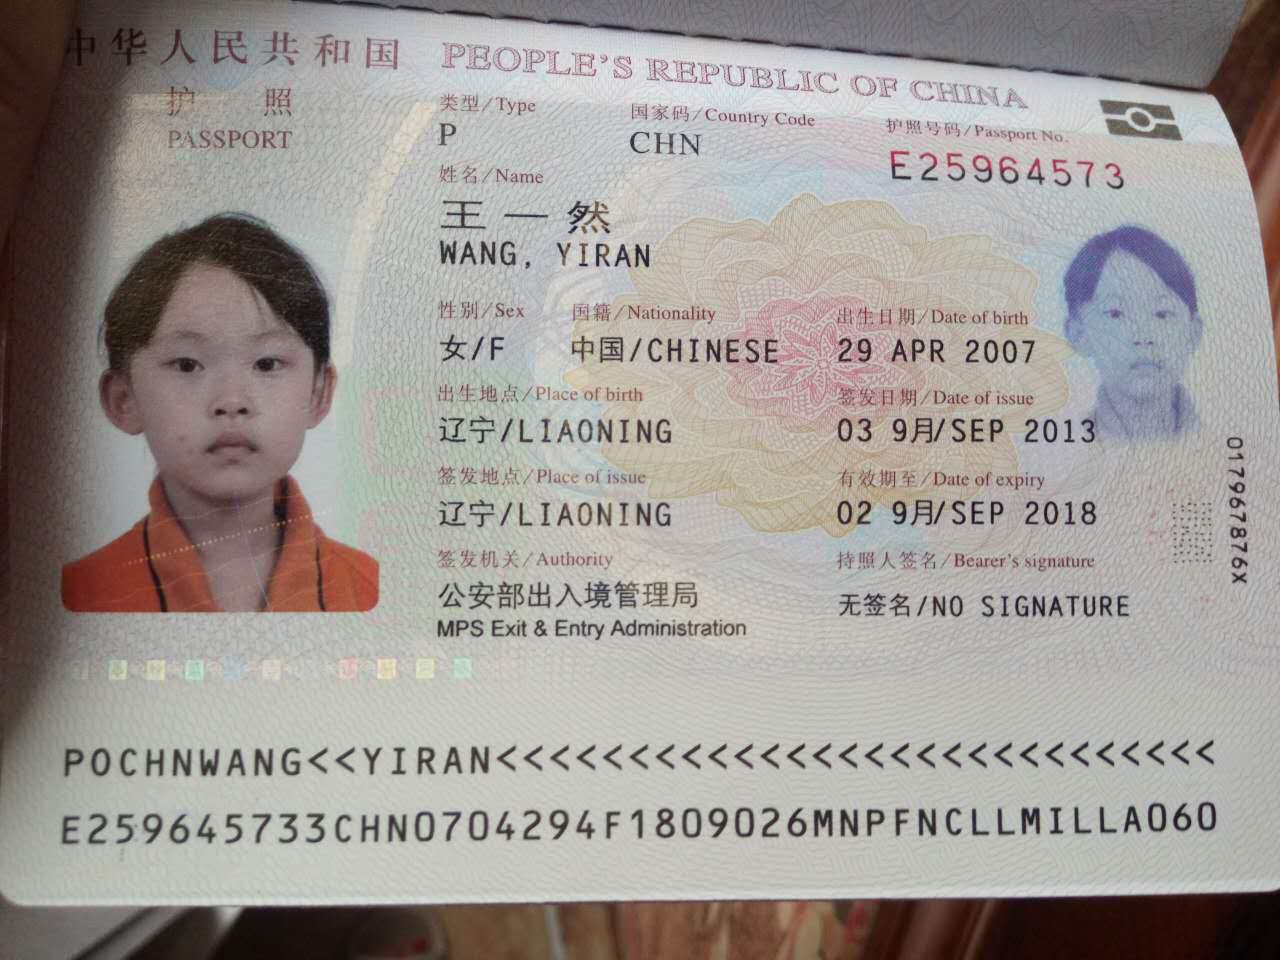 中华人民共和国 PEOPLE'S REPUBLIC OF CHINA
护 照
PASSPORT
类型/Type
P
国家码/Country Code
CHN
护照号码/Passport No.
E25964573
姓名/Name
王一然
WANG, YIRAN
性别/Sex
女/F
国籍/Nationality
中国/CHINESE
出生日期/Date of birth
29 APR 2007
出生地点/Place of birth
辽宁/LIAONING
签发日期/Date of issue
03 9月/SEP 2013
签发地点/Place of issue
辽宁/LIAONING
有效期至/Date of expiry
02 9月/SEP 2018
签发机关/Authority
公安部出入境管理局
MPS Exit & Entry Administration
持照人签名/Bearer's signature
无签名/NO SIGNATURE
017967876X
POCHNWANG<<YIRAN<<<<<<<<<<<<<<<<<<<<<<<<<<<<
E259645733CHN0704294F1809026MNPFNCLLMILLA060